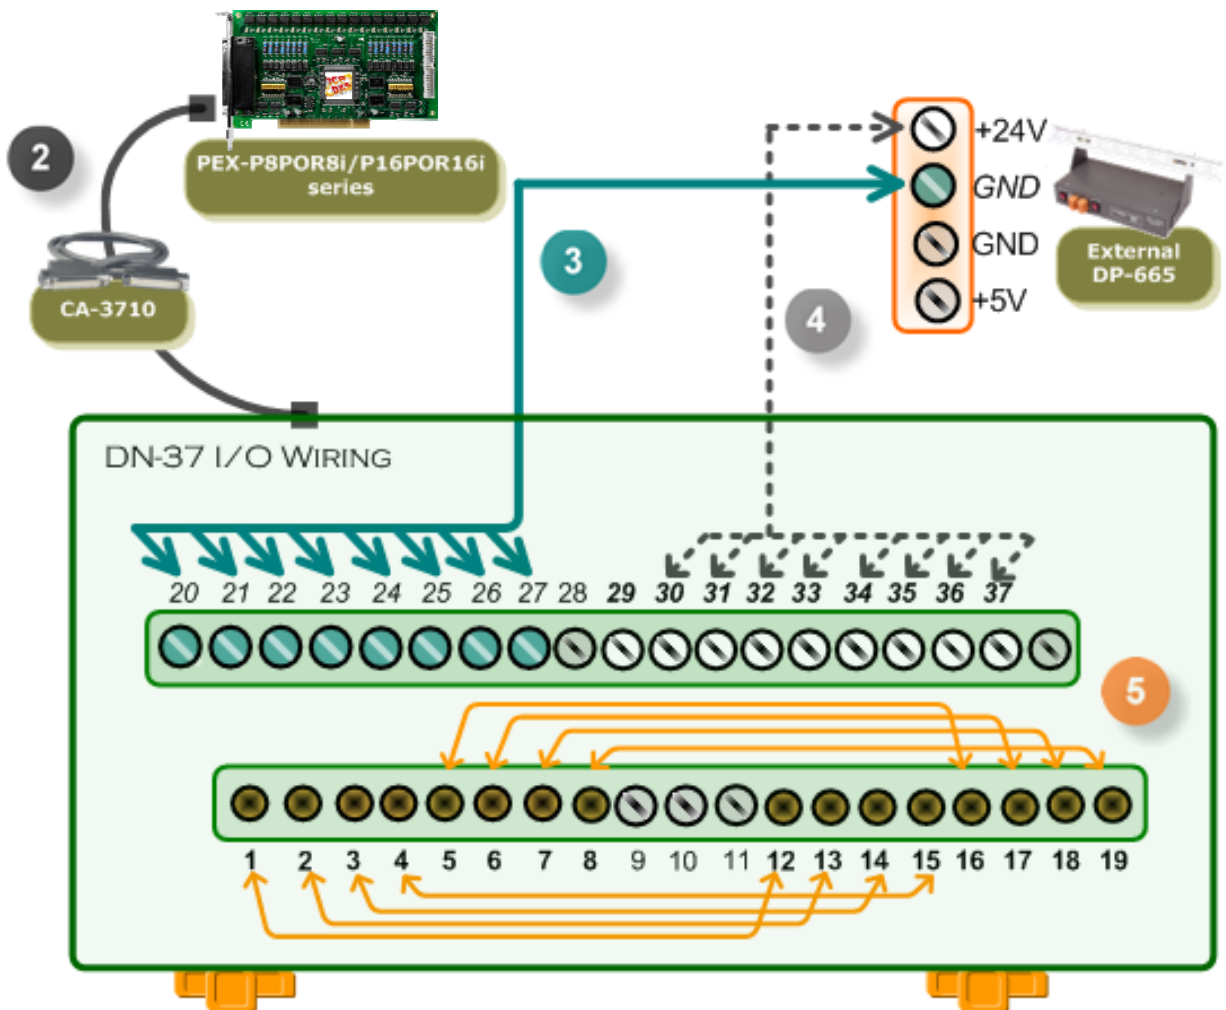 2
PEX-P8POR8i/P16POR16i
series
+24V
GND
GND
+5V
3
4
External
DP-665
CA-3710
DN-37 I/O WIRING
20 21 22 23 24 25 26 27 28 29 30 31 32 33 34 35 36 37
5
1 2 3 4 5 6 7 8 9 10 11 12 13 14 15 16 17 18 19